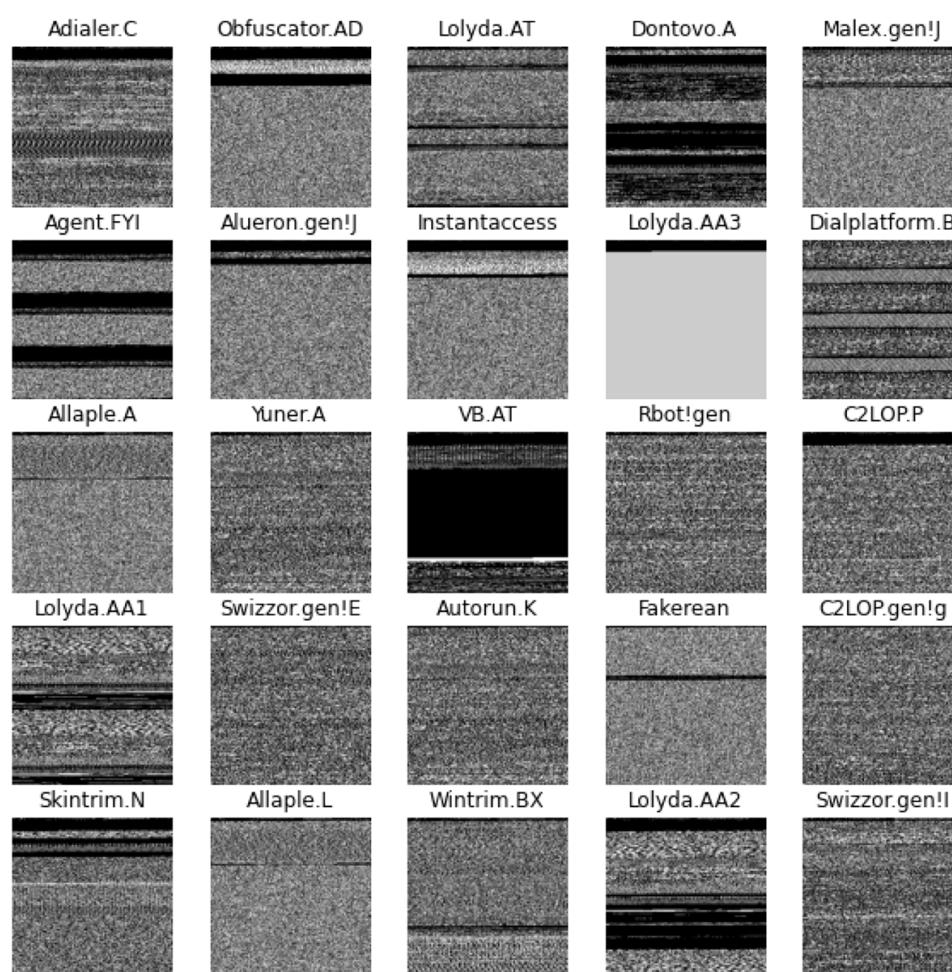 Adialer.C Obfuscator.AD Lolyda.AT Dontovo.A Malex.gen!J
Agent.FYI Alueron.gen!J Instantaccess Lolyda.AA3 Dialplatform.B
Allaple.A Yuner.A VB.AT Rbot!gen C2LOP.P
Lolyda.AA1 Swizzor.gen!E Autorun.K Fakerean C2LOP.gen!g
Skintrim.N Allaple.L Wintrim.BX Lolyda.AA2 Swizzor.gen!I